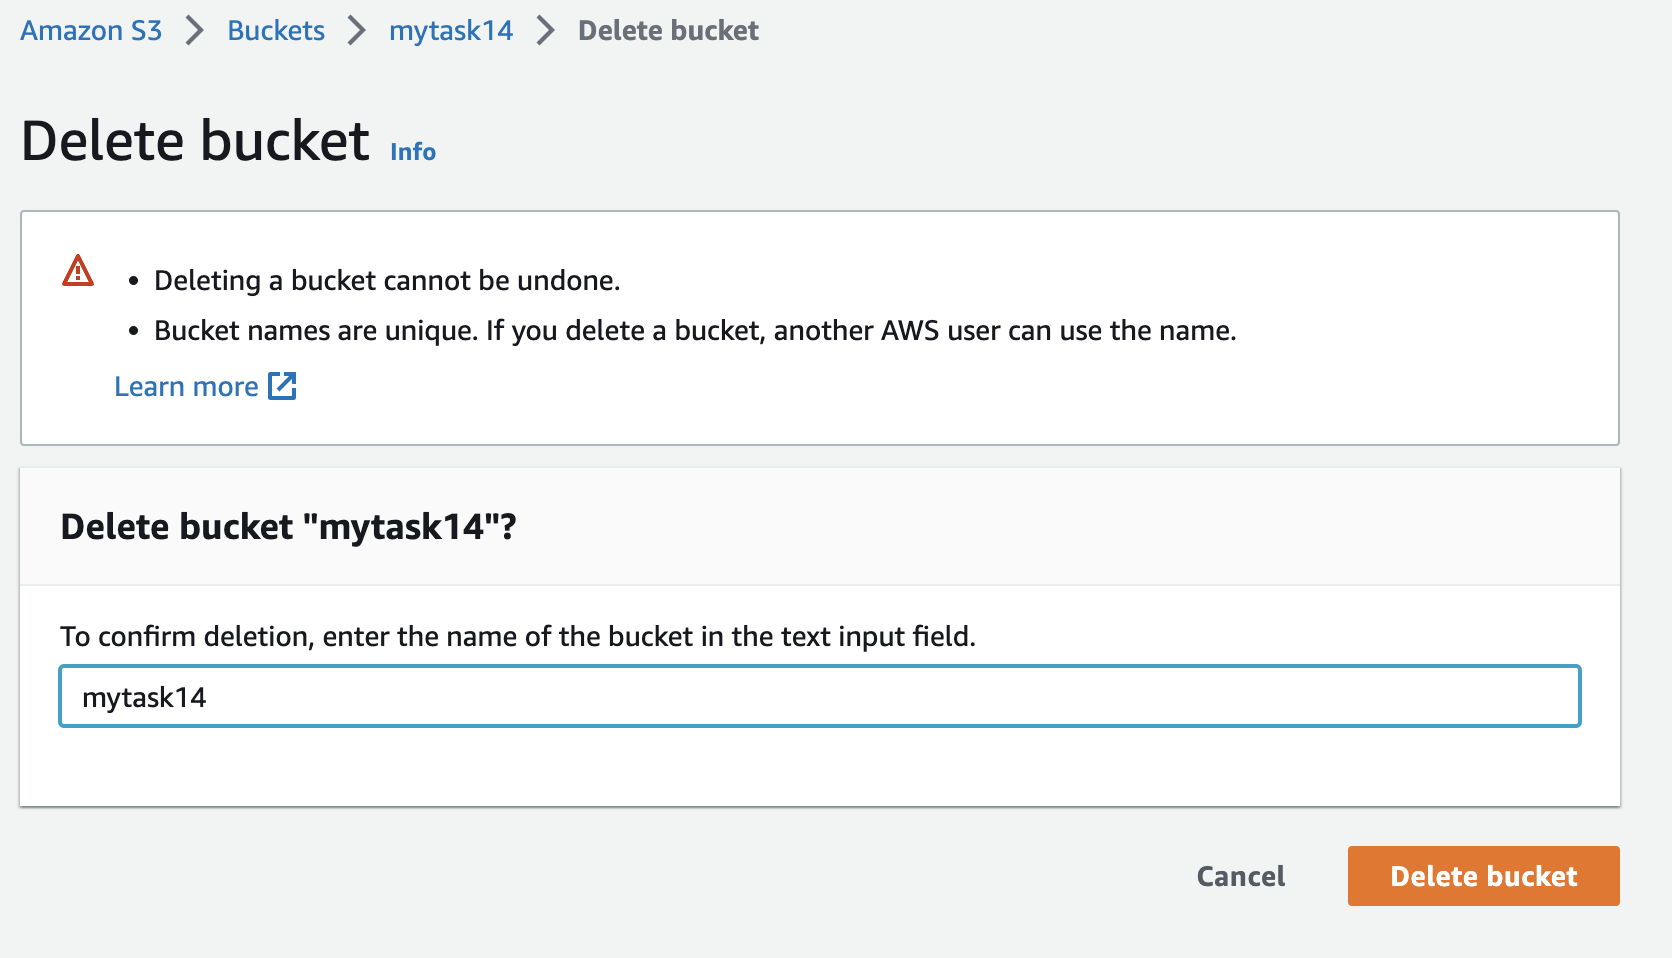 Amazon S3 > Buckets > mytask14 > Delete bucket
Delete bucket Info
• Deleting a bucket cannot be undone.
• Bucket names are unique. If you delete a bucket, another AWS user can use the name.
Learn more
Delete bucket "mytask14"?
To confirm deletion, enter the name of the bucket in the text input field.
mytask14
Cancel Delete bucket